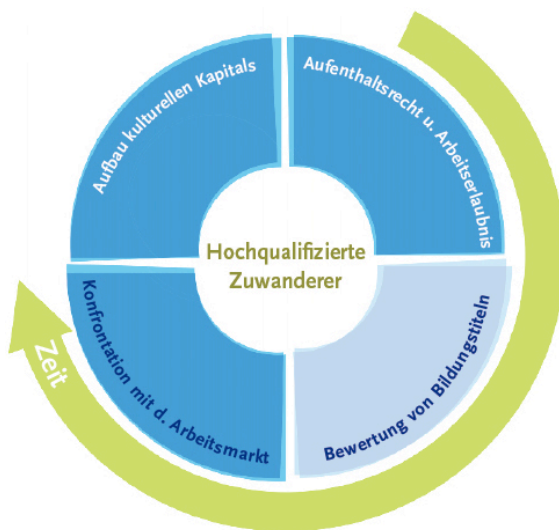 Aufbau kulturellen Kapitals
Aufenthaltsrecht u. Arbeitserlaubnis
Hochqualifizierte
Zuwanderer
Konfrontation mit d. Arbeitsmarkt
Bewertung von Bildungstiteln
Zeit